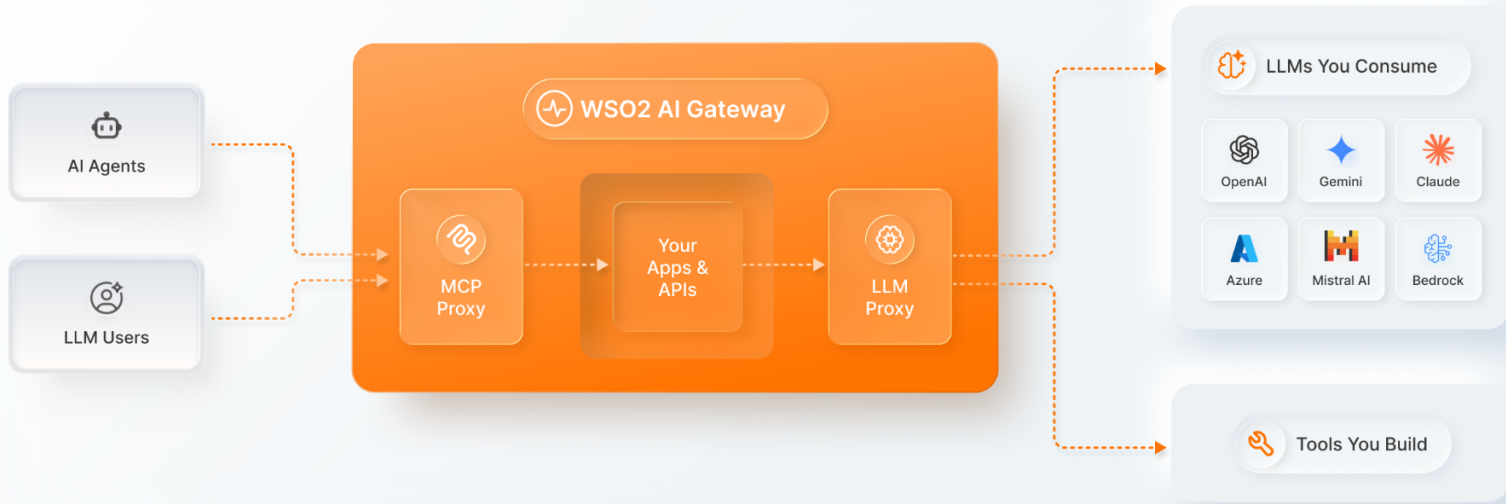 AI Agents
LLM Users
WSO2 AI Gateway
MCP
Proxy
Your
Apps &
APIs
LLM
Proxy
LLMs You Consume
OpenAI
Gemini
Claude
Azure
Mistral AI
Bedrock
Tools You Build